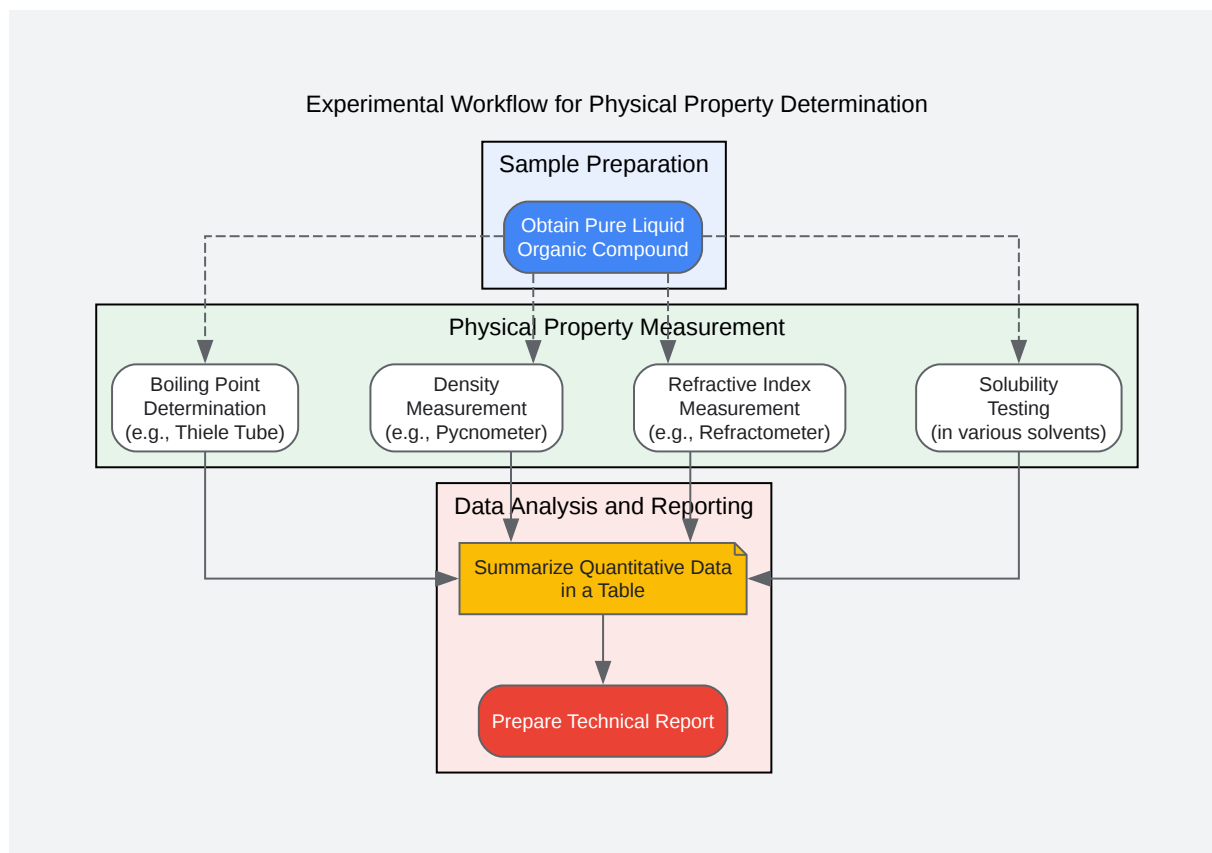 Experimental Workflow for Physical Property Determination
Sample Preparation
Obtain Pure Liquid
Organic Compound
Physical Property Measurement
Boiling Point
Determination
(e.g., Thiele Tube)
Density
Measurement
(e.g., Pycnometer)
Refractive Index
Measurement
(e.g., Refractometer)
Solubility
Testing
(in various solvents)
Data Analysis and Reporting
Summarize Quantitative Data
in a Table
Prepare Technical Report